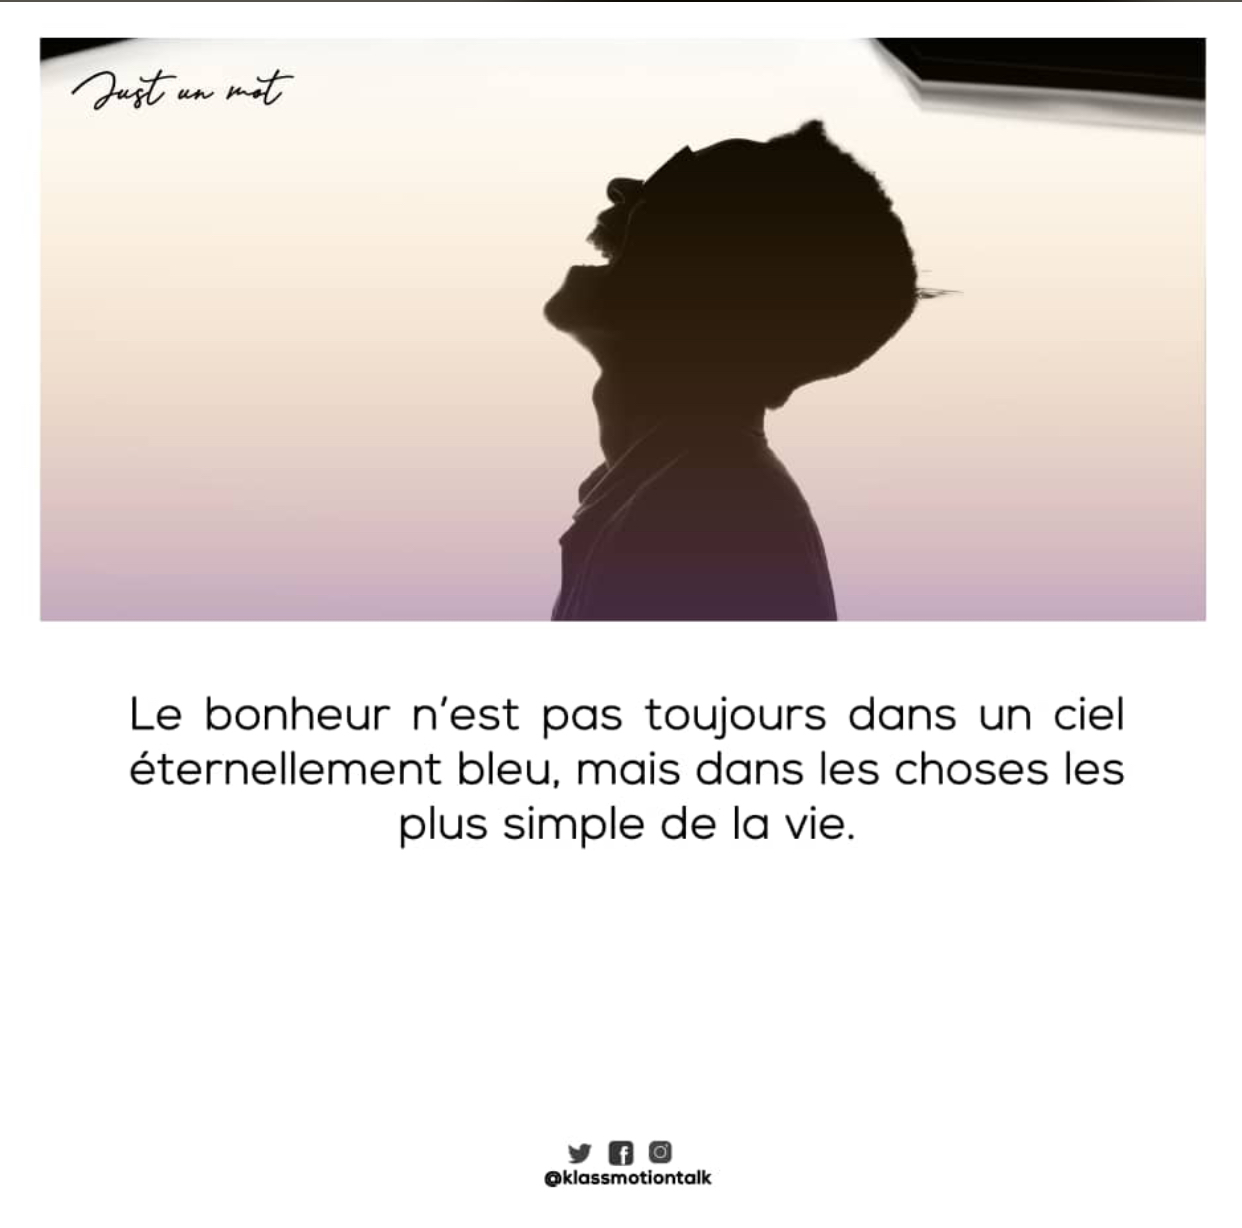 Just un mot
Le bonheur n’est pas toujours dans un ciel
éternellement bleu, mais dans les choses les
plus simple de la vie.
@klassmotiontalk